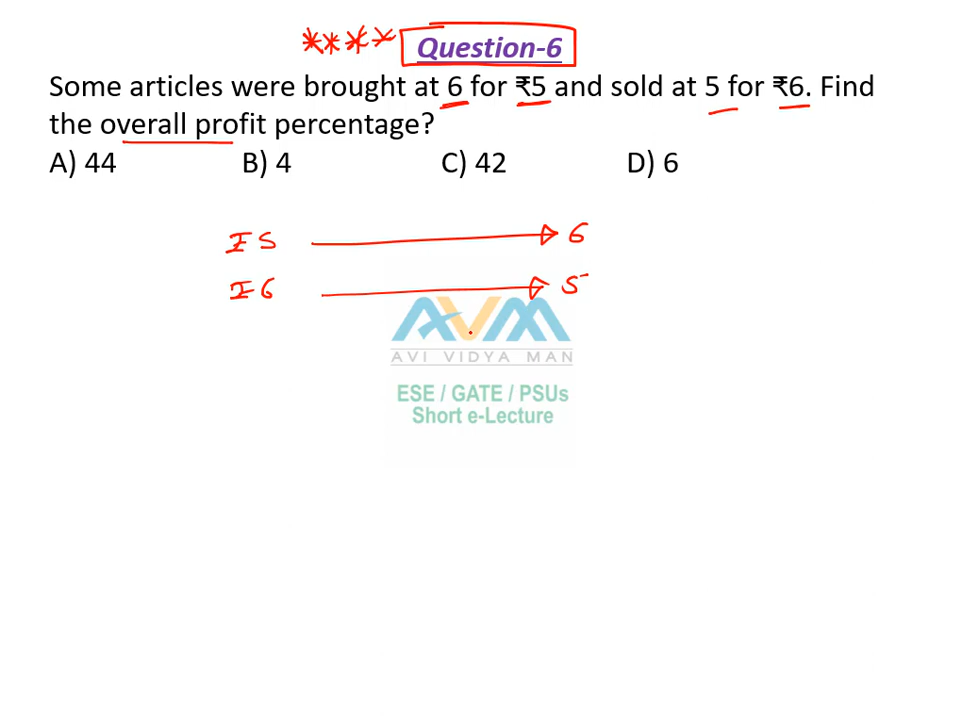 **** Question-6
Some articles were brought at 6 for ₹5 and sold at 5 for ₹6. Find
the overall profit percentage?
A) 44 B) 4 C) 42 D) 6
₹ 5 → 6
₹ 6 → 5
AVM
AVI VIDYA MAN
ESE / GATE / PSUs
Short e-Lecture